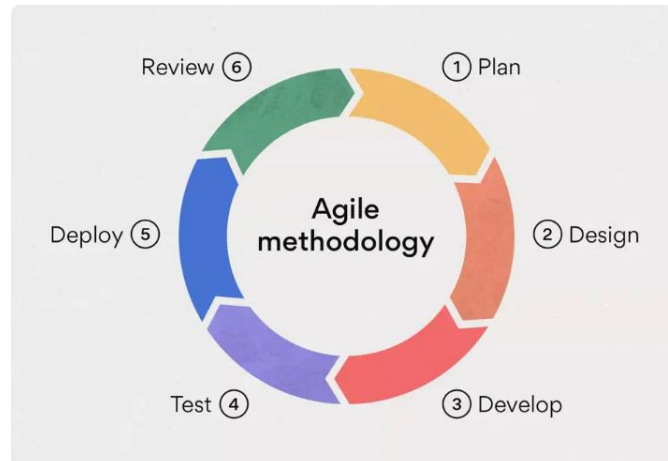 Agile
methodology
1 Plan
2 Design
3 Develop
Test 4
Deploy 5
Review 6